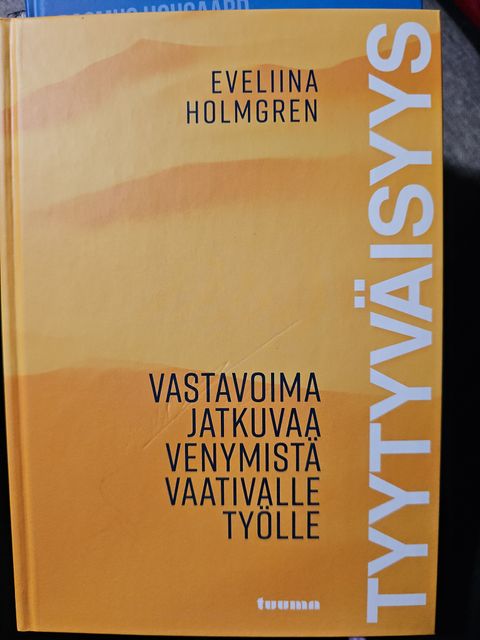 EVELIINA
HOLMGREN
TYYTYVÄISYYS
VASTAVOIMA
JATKUVAA
VENYMISTÄ
VAATIVALLE
TYÖLLE
tuuma